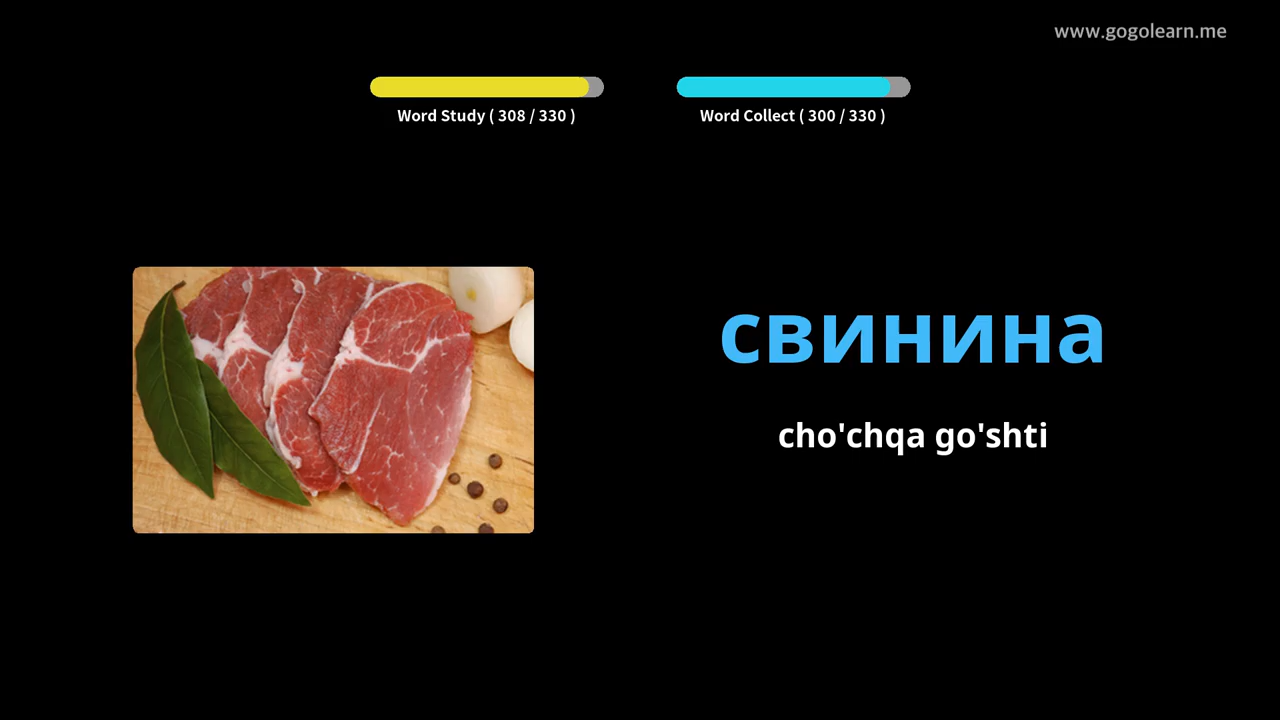 www.gogolearn.me
Word Study ( 308 / 330 )
Word Collect ( 300 / 330 )
свинина
cho'chqa go'shti